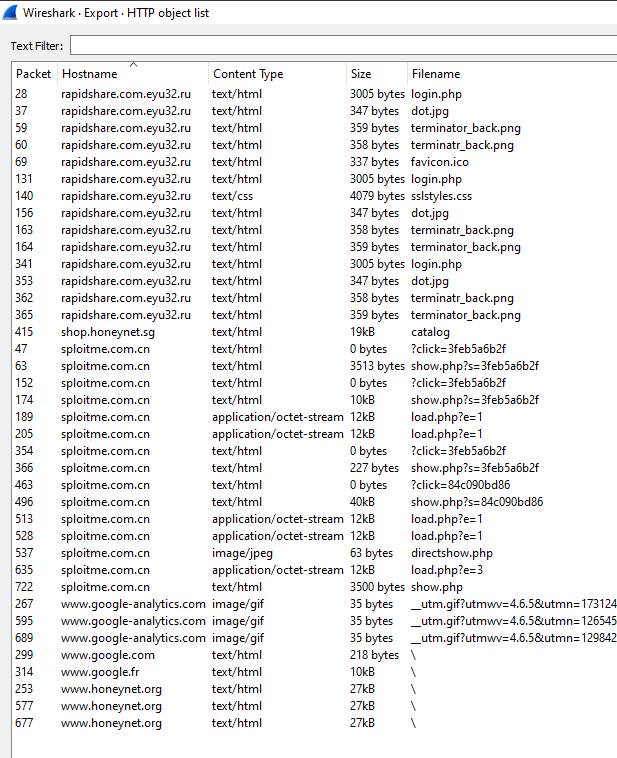 Wireshark · Export · HTTP object list
Text Filter:
Packet Hostname Content Type Size Filename
28 rapidshare.com.eyu32.ru text/html 3005 bytes login.php
37 rapidshare.com.eyu32.ru text/html 347 bytes dot.jpg
59 rapidshare.com.eyu32.ru text/html 359 bytes terminator_back.png
60 rapidshare.com.eyu32.ru text/html 358 bytes terminatr_back.png
69 rapidshare.com.eyu32.ru text/html 337 bytes favicon.ico
131 rapidshare.com.eyu32.ru text/html 3005 bytes login.php
140 rapidshare.com.eyu32.ru text/css 4079 bytes sslstyles.css
156 rapidshare.com.eyu32.ru text/html 347 bytes dot.jpg
163 rapidshare.com.eyu32.ru text/html 358 bytes terminatr_back.png
164 rapidshare.com.eyu32.ru text/html 359 bytes terminator_back.png
341 rapidshare.com.eyu32.ru text/html 3005 bytes login.php
353 rapidshare.com.eyu32.ru text/html 347 bytes dot.jpg
362 rapidshare.com.eyu32.ru text/html 358 bytes terminatr_back.png
365 rapidshare.com.eyu32.ru text/html 359 bytes terminator_back.png
415 shop.honeynet.sg text/html 19kB catalog
47 sploitme.com.cn text/html 0 bytes ?click=3feb5a6b2f
63 sploitme.com.cn text/html 3513 bytes show.php?s=3feb5a6b2f
152 sploitme.com.cn text/html 0 bytes ?click=3feb5a6b2f
174 sploitme.com.cn text/html 10kB show.php?s=3feb5a6b2f
189 sploitme.com.cn application/octet-stream 12kB load.php?e=1
205 sploitme.com.cn application/octet-stream 12kB load.php?e=1
354 sploitme.com.cn text/html 0 bytes ?click=3feb5a6b2f
366 sploitme.com.cn text/html 227 bytes show.php?s=3feb5a6b2f
463 sploitme.com.cn text/html 0 bytes ?click=84c090bd86
496 sploitme.com.cn text/html 40kB show.php?s=84c090bd86
513 sploitme.com.cn application/octet-stream 12kB load.php?e=1
528 sploitme.com.cn application/octet-stream 12kB load.php?e=1
537 sploitme.com.cn image/jpeg 63 bytes directshow.php
635 sploitme.com.cn application/octet-stream 12kB load.php?e=3
722 sploitme.com.cn text/html 3500 bytes show.php
267 www.google-analytics.com image/gif 35 bytes __utm.gif?utmwv=4.6.5&utmn=173124
595 www.google-analytics.com image/gif 35 bytes __utm.gif?utmwv=4.6.5&utmn=126545
689 www.google-analytics.com image/gif 35 bytes __utm.gif?utmwv=4.6.5&utmn=129842
299 www.google.com text/html 218 bytes \
314 www.google.fr text/html 10kB \
253 www.honeynet.org text/html 27kB \
577 www.honeynet.org text/html 27kB \
677 www.honeynet.org text/html 27kB \